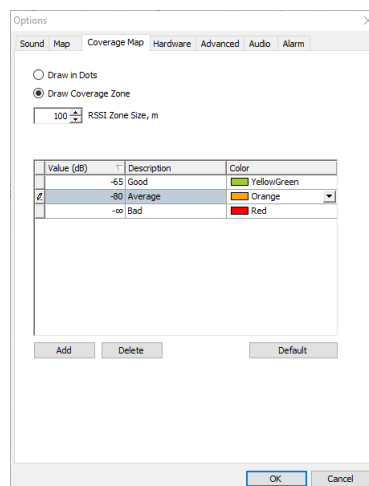 Options
Sound Map Coverage Map Hardware Advanced Audio Alarm
Draw in Dots
Draw Coverage Zone
100 RSSI Zone Size, m
Value (dB) Description Color
-65 Good YellowGreen
-80 Average Orange
-∞ Bad Red
Add Delete Default
OK Cancel